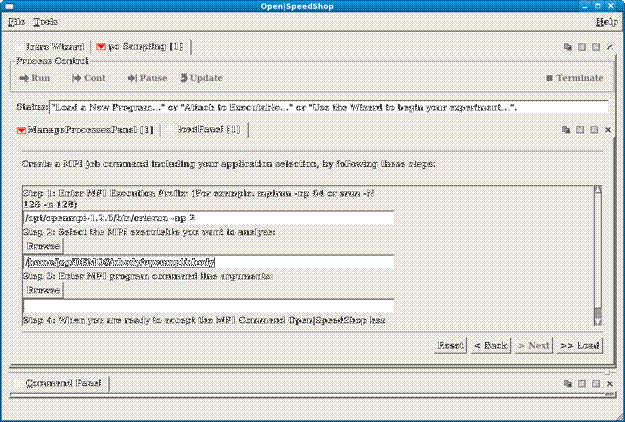 Open|SpeedShop
File Tools Help
Intro Wizard pc Sampling [1]
Process Control
Run Cont Pause Update Terminate
Status: "Load a New Program..." or "Attach to Executable..." or "Use the Wizard to begin your experiment...".
ManageProcessesPanel [1] loadPanel [1]
Create a MPI job command including your application selection, by following these steps:
Step 1: Enter MPI Execution Prefix (For example: mpirun -np 64 or srun -N
128 -n 128)
/opt/openmpi-1.2.6/bin/orterun -np 2
Step 2: Select the MPI executable you want to analyze:
Browse
/home/jeg/DEMOS/nbody/openmpi/nbody
Step 3: Enter MPI program command line arguments:
Browse
Step 4: When you are ready to accept the MPI Command Open|SpeedShop has
Reset < Back > Next >> Load
Command Panel